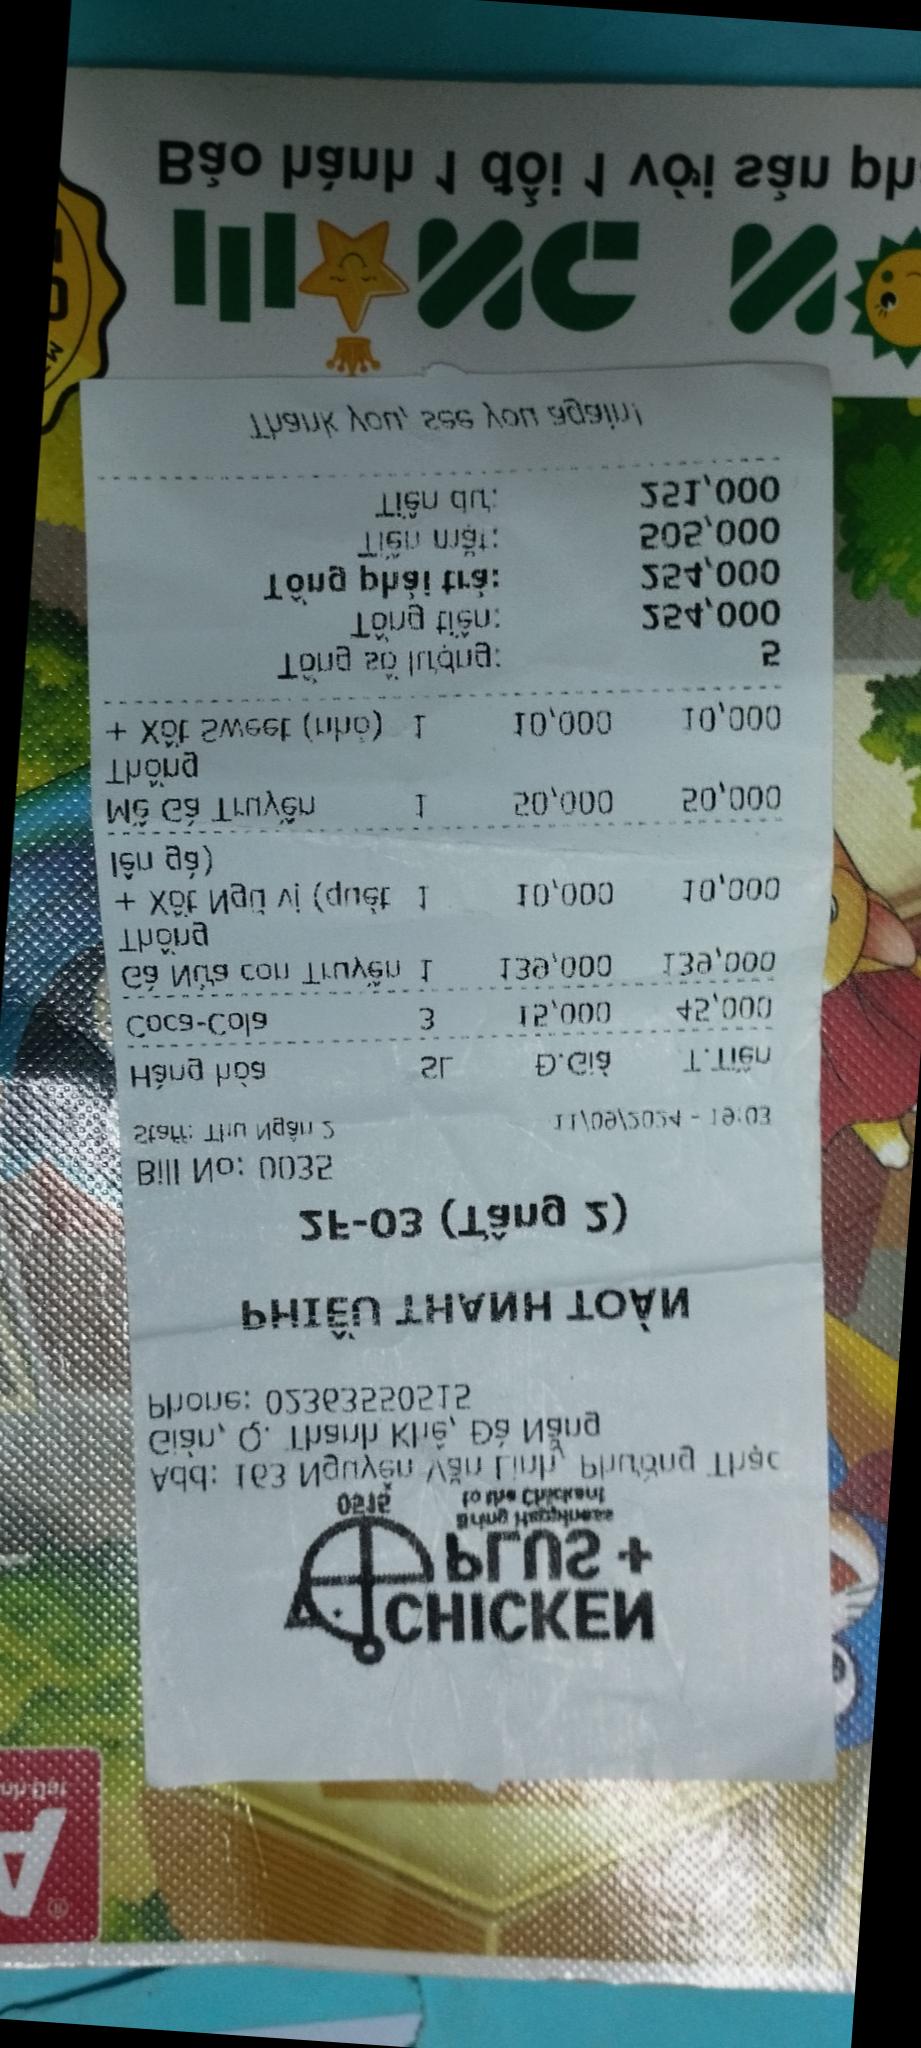 A
CHICKEN
PLUS +
Bring Happiness
to the Chickent
0515
Add: 163 Nguyễn Văn Linh, Phường Thạc
Gián, Q. Thanh Khê, Đà Nẵng
Phone: 02363550515
PHIẾU THANH TOÁN
2F-03 (Tầng 2)
Bill No: 0035
Staff: Thu Ngân 2 11/09/2024 - 19:03
Hàng hóa SL Đ.Giá T.Tiền
Coca-Cola 3 15,000 45,000
Gà Nửa con Truyền 1 139,000 139,000
Thống
+ Xốt Ngũ vị (quét 1 10,000 10,000
lên gà)
Mề Gà Truyền 1 50,000 50,000
Thống
+ Xốt Sweet (nhỏ) 1 10,000 10,000
Tổng số lượng: 5
Tổng tiền: 254,000
Tổng phải trả: 254,000
Tiền mặt: 505,000
Tiền dư: 251,000
Thank you, see you again!
Bảo hành 1 đổi 1 với sản ph